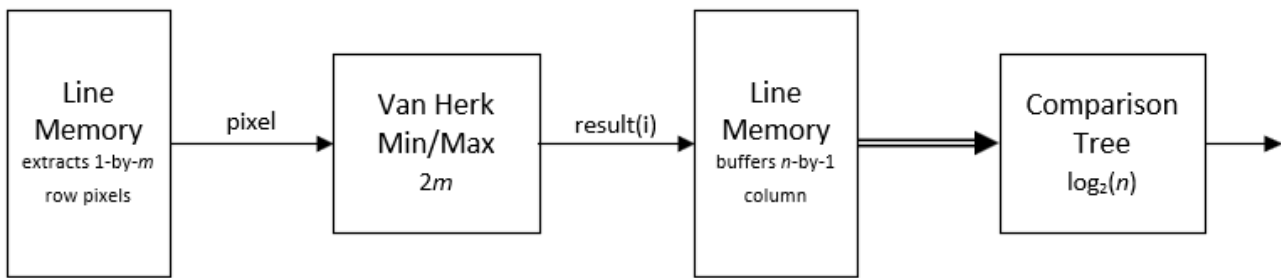 Line
Memory
extracts 1-by-m
row pixels
pixel
Van Herk
Min/Max
2m
result(i)
Line
Memory
buffers n-by-1
column
Comparison
Tree
log₂(n)